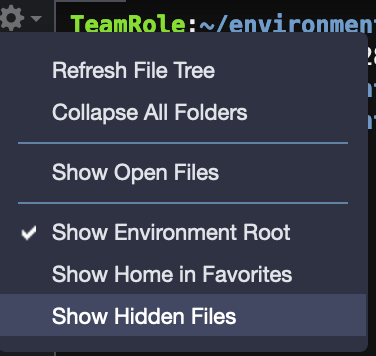 TeamRole:~/environment
Refresh File Tree
Collapse All Folders
Show Open Files
Show Environment Root
Show Home in Favorites
Show Hidden Files